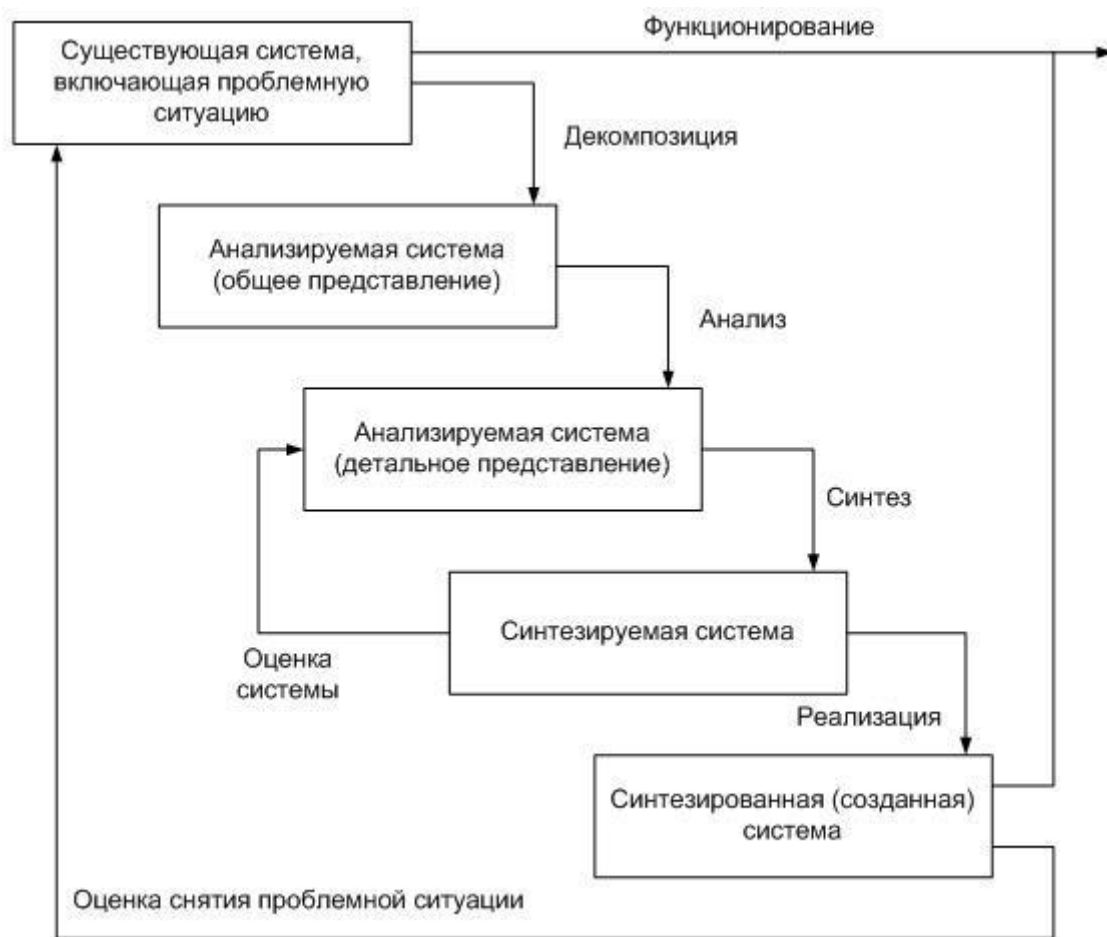 Функционирование
Существующая система,
включающая проблемную
ситуацию
Декомпозиция
Анализируемая система
(общее представление)
Анализ
Анализируемая система
(детальное представление)
Синтез
Синтезируемая система
Оценка
системы
Реализация
Синтезированная (созданная)
система
Оценка снятия проблемной ситуации